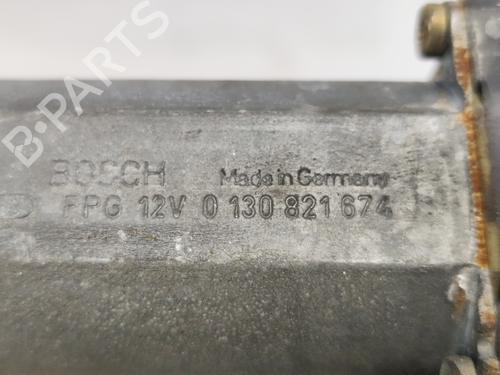 B-PARTS
BOSCH Made in Germany
FPG 12V 0 130 821 674